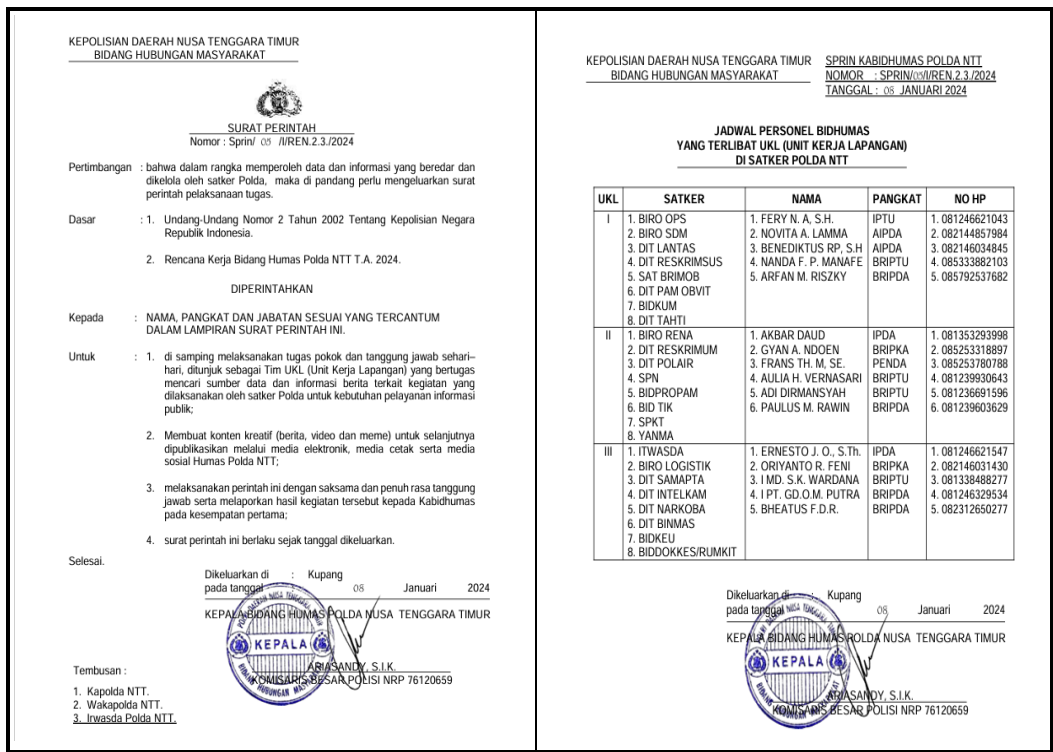 KEPOLISIAN DAERAH NUSA TENGGARA TIMUR
BIDANG HUBUNGAN MASYARAKAT
SURAT PERINTAH
Nomor : Sprin/ 05 /I/REN.2.3./2024
Pertimbangan : bahwa dalam rangka memperoleh data dan informasi yang beredar dan
dikelola oleh satker Polda, maka di pandang perlu mengeluarkan surat
perintah pelaksanaan tugas.
Dasar : 1. Undang-Undang Nomor 2 Tahun 2002 Tentang Kepolisian Negara
Republik Indonesia.
2. Rencana Kerja Bidang Humas Polda NTT T.A. 2024.
DIPERINTAHKAN
Kepada : NAMA, PANGKAT DAN JABATAN SESUAI YANG TERCANTUM
DALAM LAMPIRAN SURAT PERINTAH INI.
Untuk : 1. di samping melaksanakan tugas pokok dan tanggung jawab sehari–
hari, ditunjuk sebagai Tim UKL (Unit Kerja Lapangan) yang bertugas
mencari sumber data dan informasi berita terkait kegiatan yang
dilaksanakan oleh satker Polda untuk kebutuhan pelayanan informasi
publik;
2. Membuat konten kreatif (berita, video dan meme) untuk selanjutnya
dipublikasikan melalui media elektronik, media cetak serta media
sosial Humas Polda NTT;
3. melaksanakan perintah ini dengan saksama dan penuh rasa tanggung
jawab serta melaporkan hasil kegiatan tersebut kepada Kabidhumas
pada kesempatan pertama;
4. surat perintah ini berlaku sejak tanggal dikeluarkan.
Selesai.
Dikeluarkan di : Kupang
pada tanggal 08 Januari 2024
KEPALA BIDANG HUMAS POLDA NUSA TENGGARA TIMUR
KEPALA
ARIASANDY, S.I.K.
KOMISARIS BESAR POLISI NRP 76120659
Tembusan :
1. Kapolda NTT.
2. Wakapolda NTT.
3. Irwasda Polda NTT.
KEPOLISIAN DAERAH NUSA TENGGARA TIMUR
BIDANG HUBUNGAN MASYARAKAT
SPRIN KABIDHUMAS POLDA NTT
NOMOR : SPRIN/05/I/REN.2.3./2024
TANGGAL : 08 JANUARI 2024
JADWAL PERSONEL BIDHUMAS
YANG TERLIBAT UKL (UNIT KERJA LAPANGAN)
DI SATKER POLDA NTT
UKL SATKER NAMA PANGKAT NO HP
I 1. BIRO OPS 1. FERY N. A, S.H. IPTU 1. 081246621043
2. BIRO SDM 2. NOVITA A. LAMMA AIPDA 2. 082144857984
3. DIT LANTAS 3. BENEDIKTUS RP, S.H AIPDA 3. 082146034845
4. DIT RESKRIMSUS 4. NANDA F. P. MANAFE BRIPTU 4. 085333882103
5. SAT BRIMOB 5. ARFAN M. RISZKY BRIPDA 5. 085792537682
6. DIT PAM OBVIT
7. BIDKUM
8. DIT TAHTI
II 1. BIRO RENA 1. AKBAR DAUD IPDA 1. 081353293998
2. DIT RESKRIMUM 2. GYAN A. NDOEN BRIPKA 2. 085253318897
3. DIT POLAIR 3. FRANS TH. M, SE. PENDA 3. 085253780788
4. SPN 4. AULIA H. VERNASARI BRIPTU 4. 081239930643
5. BIDPROPAM 5. ADI DIRMANSYAH BRIPTU 5. 081236691596
6. BID TIK 6. PAULUS M. RAWIN BRIPDA 6. 081239603629
7. SPKT
8. YANMA
III 1. ITWASDA 1. ERNESTO J. O., S.Th. IPDA 1. 081246621547
2. BIRO LOGISTIK 2. ORIYANTO R. FENI BRIPKA 2. 082146031430
3. DIT SAMAPTA 3. I MD. S.K. WARDANA BRIPTU 3. 081338488277
4. DIT INTELKAM 4. I PT. GD.O.M. PUTRA BRIPDA 4. 081246329534
5. DIT NARKOBA 5. BHEATUS F.D.R. BRIPDA 5. 082312650277
6. DIT BINMAS
7. BIDKEU
8. BIDDOKKES/RUMKIT
Dikeluarkan di : Kupang
pada tanggal 08 Januari 2024
KEPALA BIDANG HUMAS POLDA NUSA TENGGARA TIMUR
KEPALA
ARIASANDY, S.I.K.
KOMISARIS BESAR POLISI NRP 76120659